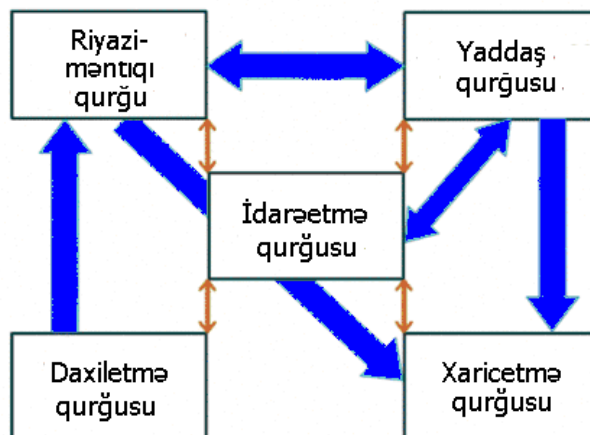 Riyazi-
məntiqı
qurğu
Yaddaş
qurğusu
İdarəetmə
qurğusu
Daxiletmə
qurğusu
Xaricetmə
qurğusu